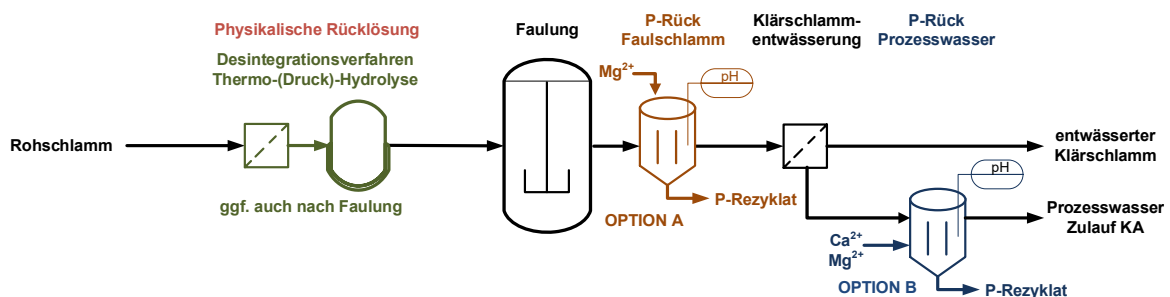 Physikalische Rücklösung
Desintegrationsverfahren
Thermo-(Druck)-Hydrolyse
Faulung
P-Rück
Faulschlamm
Klärschlamm-
entwässerung
P-Rück
Prozesswasser
Mg²⁺
pH
Rohschlamm
entwässerter
Klärschlamm
pH
P-Rezyklat
ggf. auch nach Faulung
OPTION A
Prozesswasser
Zulauf KA
Ca²⁺
Mg²⁺
OPTION B
P-Rezyklat